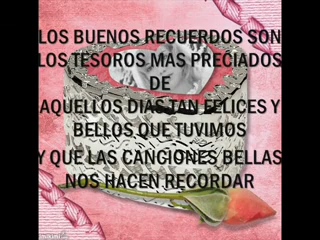 LOS BUENOS RECUERDOS SON
LOS TESOROS MAS PRECIADOS
DE
AQUELLOS DIAS TAN FELICES Y
BELLOS QUE TUVIMOS
Y QUE LAS CANCIONES BELLAS
NOS HACEN RECORDAR